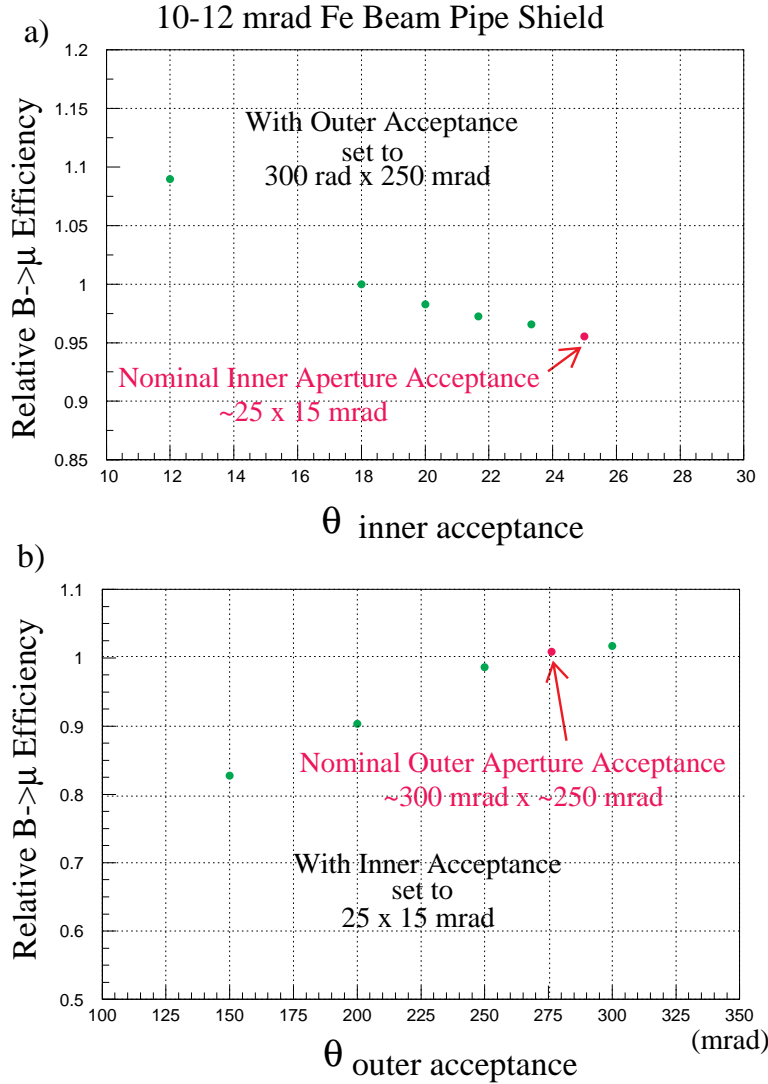 10-12 mrad Fe Beam Pipe Shield
a)
1.2
1.15
1.1
1.05
1
0.95
0.9
0.85
Relative B->μ Efficiency
With Outer Acceptance
set to
300 rad x 250 mrad
Nominal Inner Aperture Acceptance
~25 x 15 mrad
10 12 14 16 18 20 22 24 26 28 30
θ inner acceptance
b)
1.1
1
0.9
0.8
0.7
0.6
0.5
Relative B->μ Efficiency
Nominal Outer Aperture Acceptance
~300 mrad x ~250 mrad
With Inner Acceptance
set to
25 x 15 mrad
100 125 150 175 200 225 250 275 300 325 350
(mrad)
θ outer acceptance